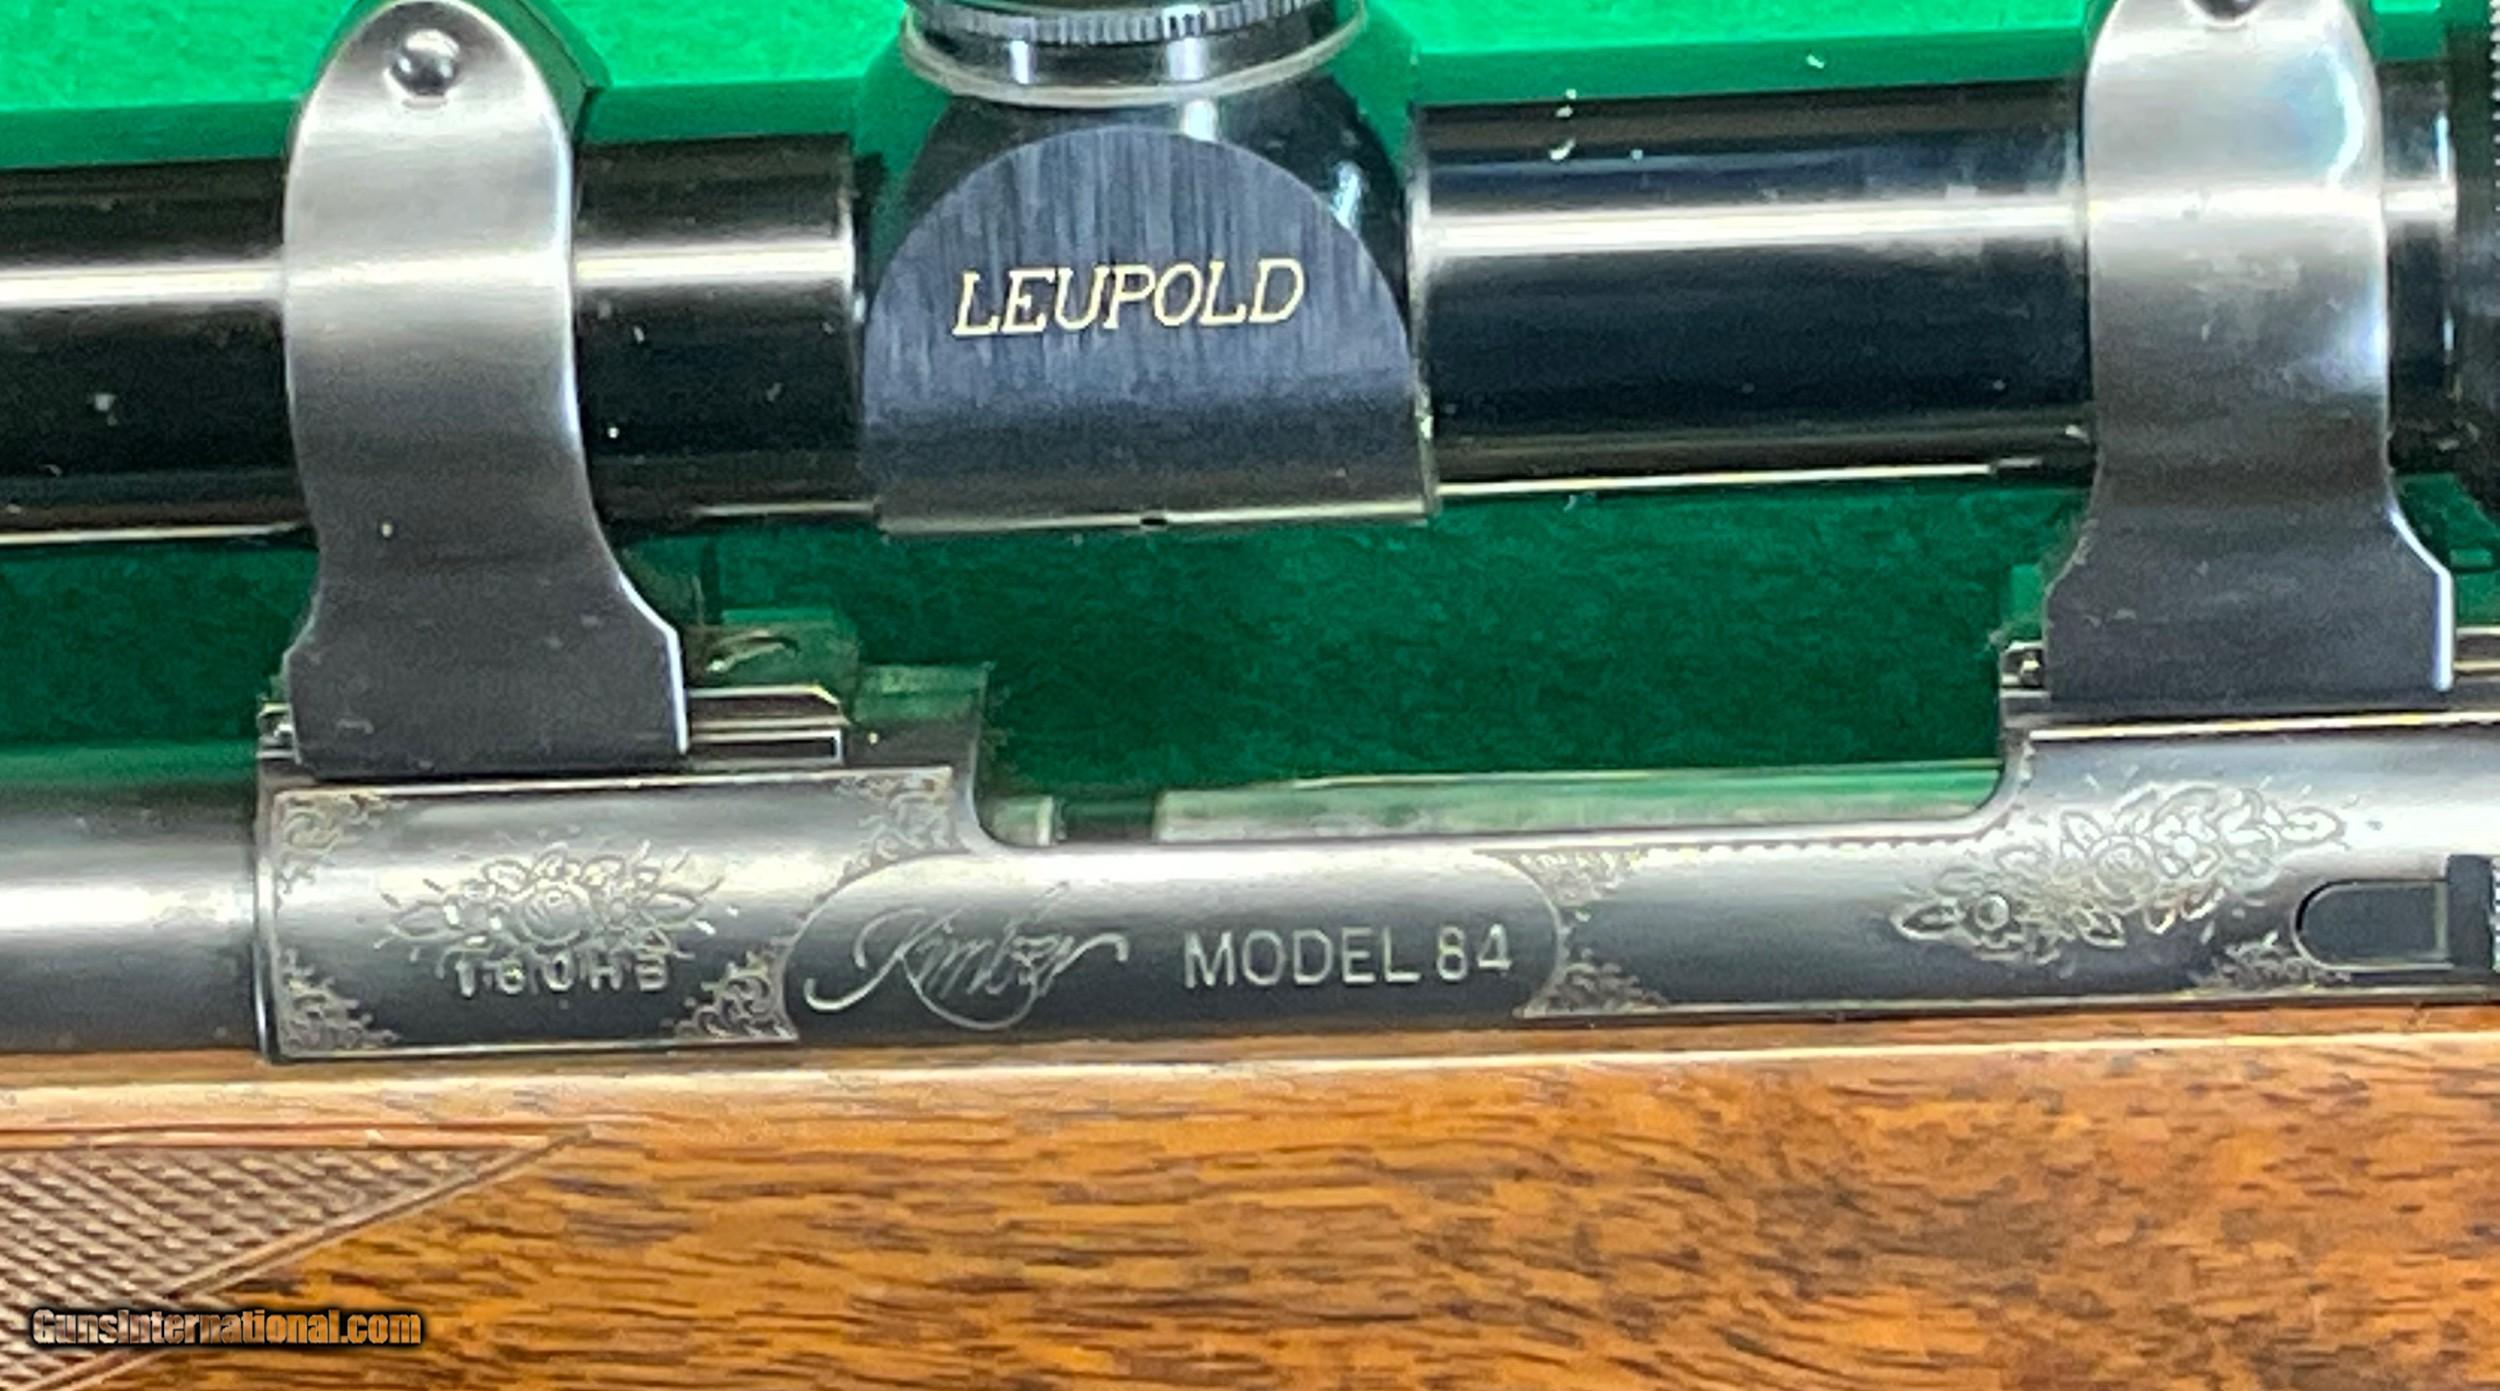 LEUPOLD
Kimber MODEL 84
GunsInternational.com